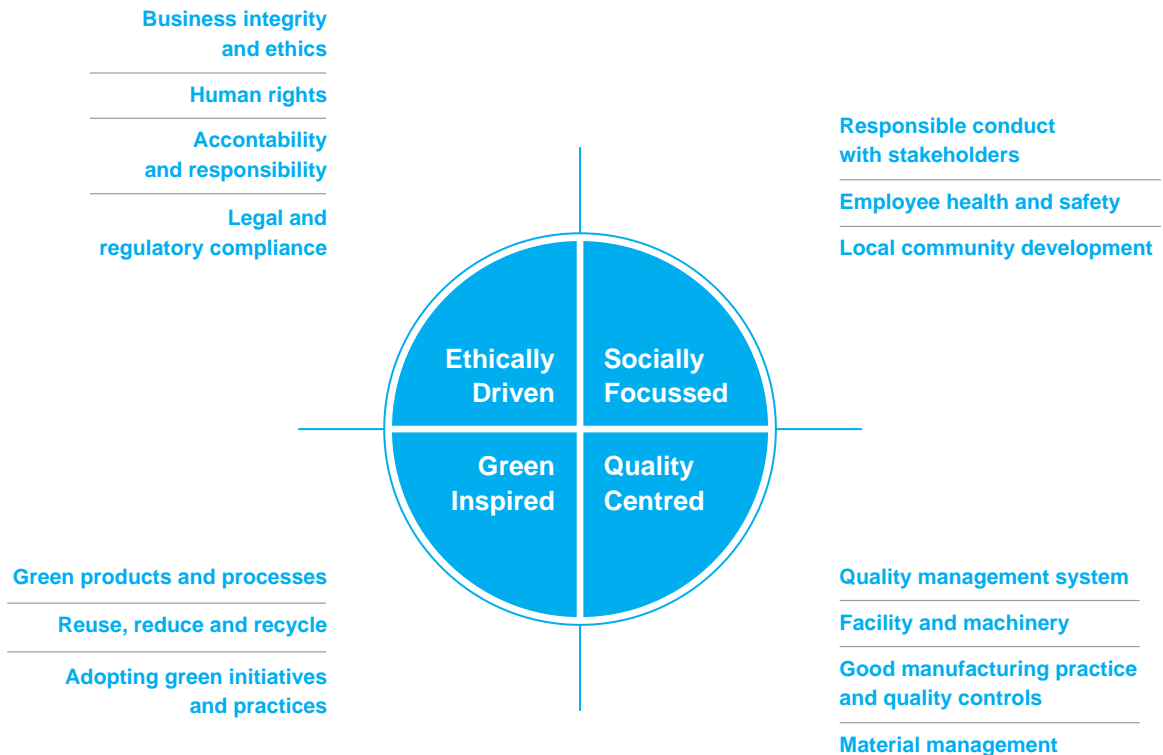 Business integrity
and ethics
Human rights
Accontability
and responsibility
Legal and
regulatory compliance
Responsible conduct
with stakeholders
Employee health and safety
Local community development
Ethically
Driven
Socially
Focussed
Green
Inspired
Quality
Centred
Green products and processes
Reuse, reduce and recycle
Adopting green initiatives
and practices
Quality management system
Facility and machinery
Good manufacturing practice
and quality controls
Material management